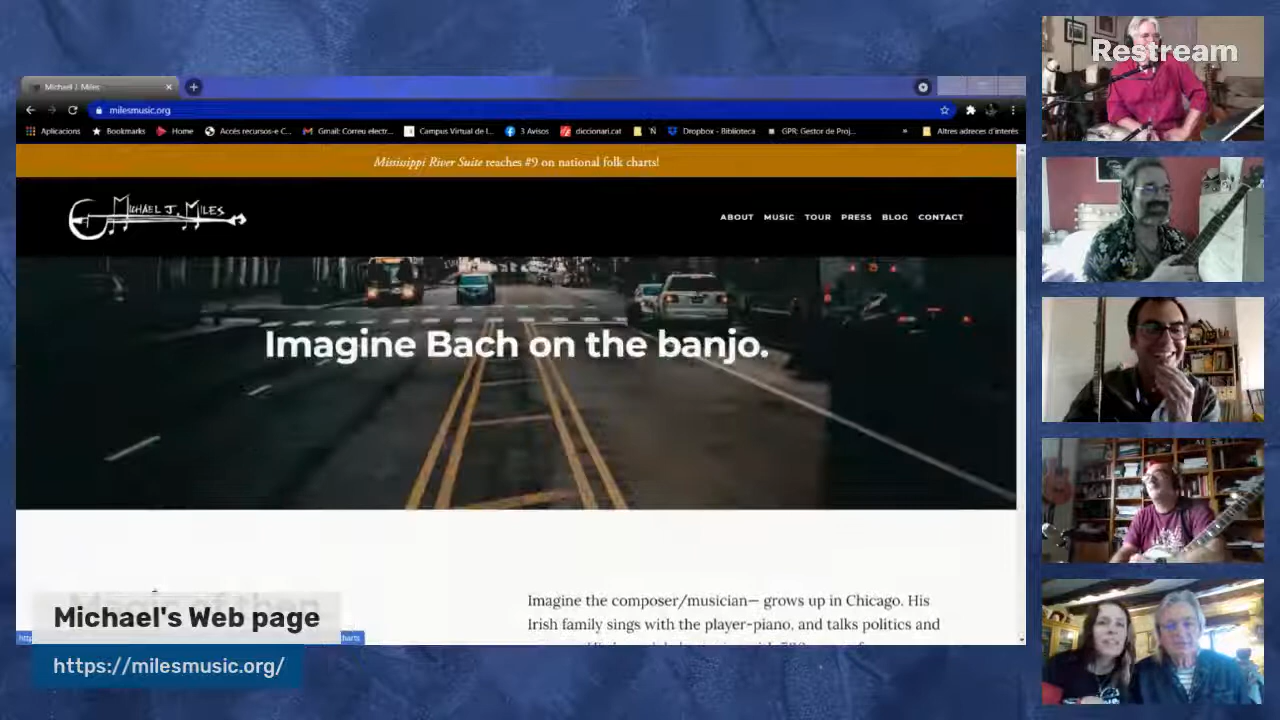 Restream
Michael J. Miles
milesmusic.org
Aplicacions Bookmarks Home Accés recursos-e C... Gmail: Correu electr... Campus Virtual de l... 3 Avisos diccionari.cat Ñ Dropbox - Biblioteca GPR: Gestor de Proj... » Altres adreces d'interès
Mississippi River Suite reaches #9 on national folk charts!
MICHAEL J. MILES
ABOUT MUSIC TOUR PRESS BLOG CONTACT
Imagine Bach on the banjo.
Imagine the composer/musician— grows up in Chicago. His
Irish family sings with the player-piano, and talks politics and
Michael's Web page
https://milesmusic.org/